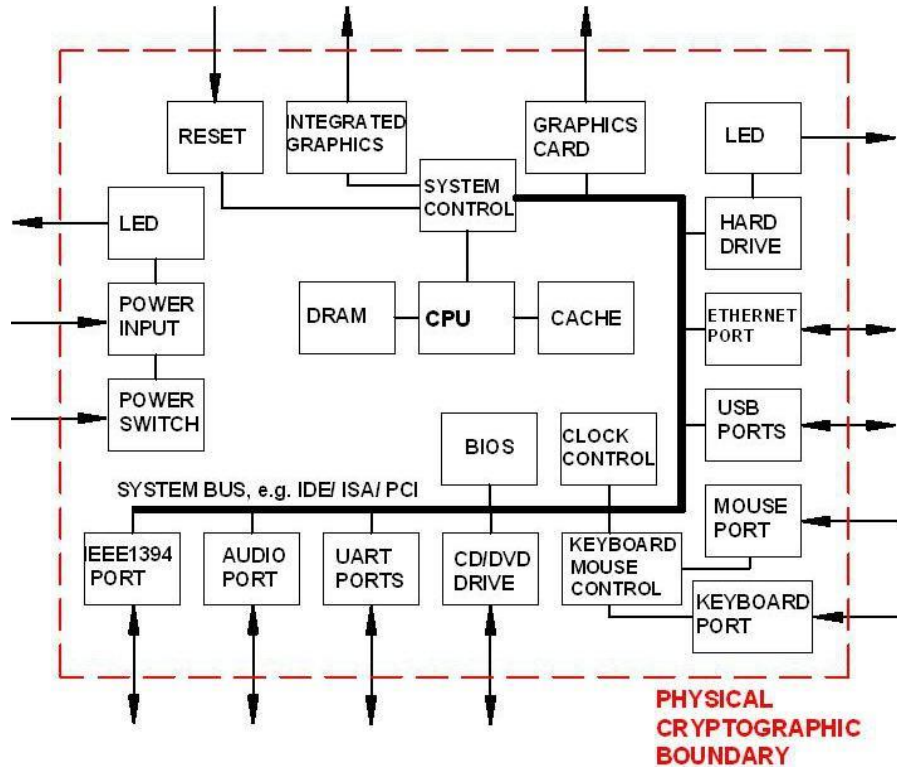 RESET
INTEGRATED
GRAPHICS
GRAPHICS
CARD
LED
SYSTEM
CONTROL
LED
HARD
DRIVE
POWER
INPUT
DRAM
CPU
CACHE
ETHERNET
PORT
POWER
SWITCH
BIOS
CLOCK
CONTROL
USB
PORTS
SYSTEM BUS, e.g. IDE/ ISA/ PCI
MOUSE
PORT
IEEE1394
PORT
AUDIO
PORT
UART
PORTS
CD/DVD
DRIVE
KEYBOARD
MOUSE
CONTROL
KEYBOARD
PORT
PHYSICAL
CRYPTOGRAPHIC
BOUNDARY